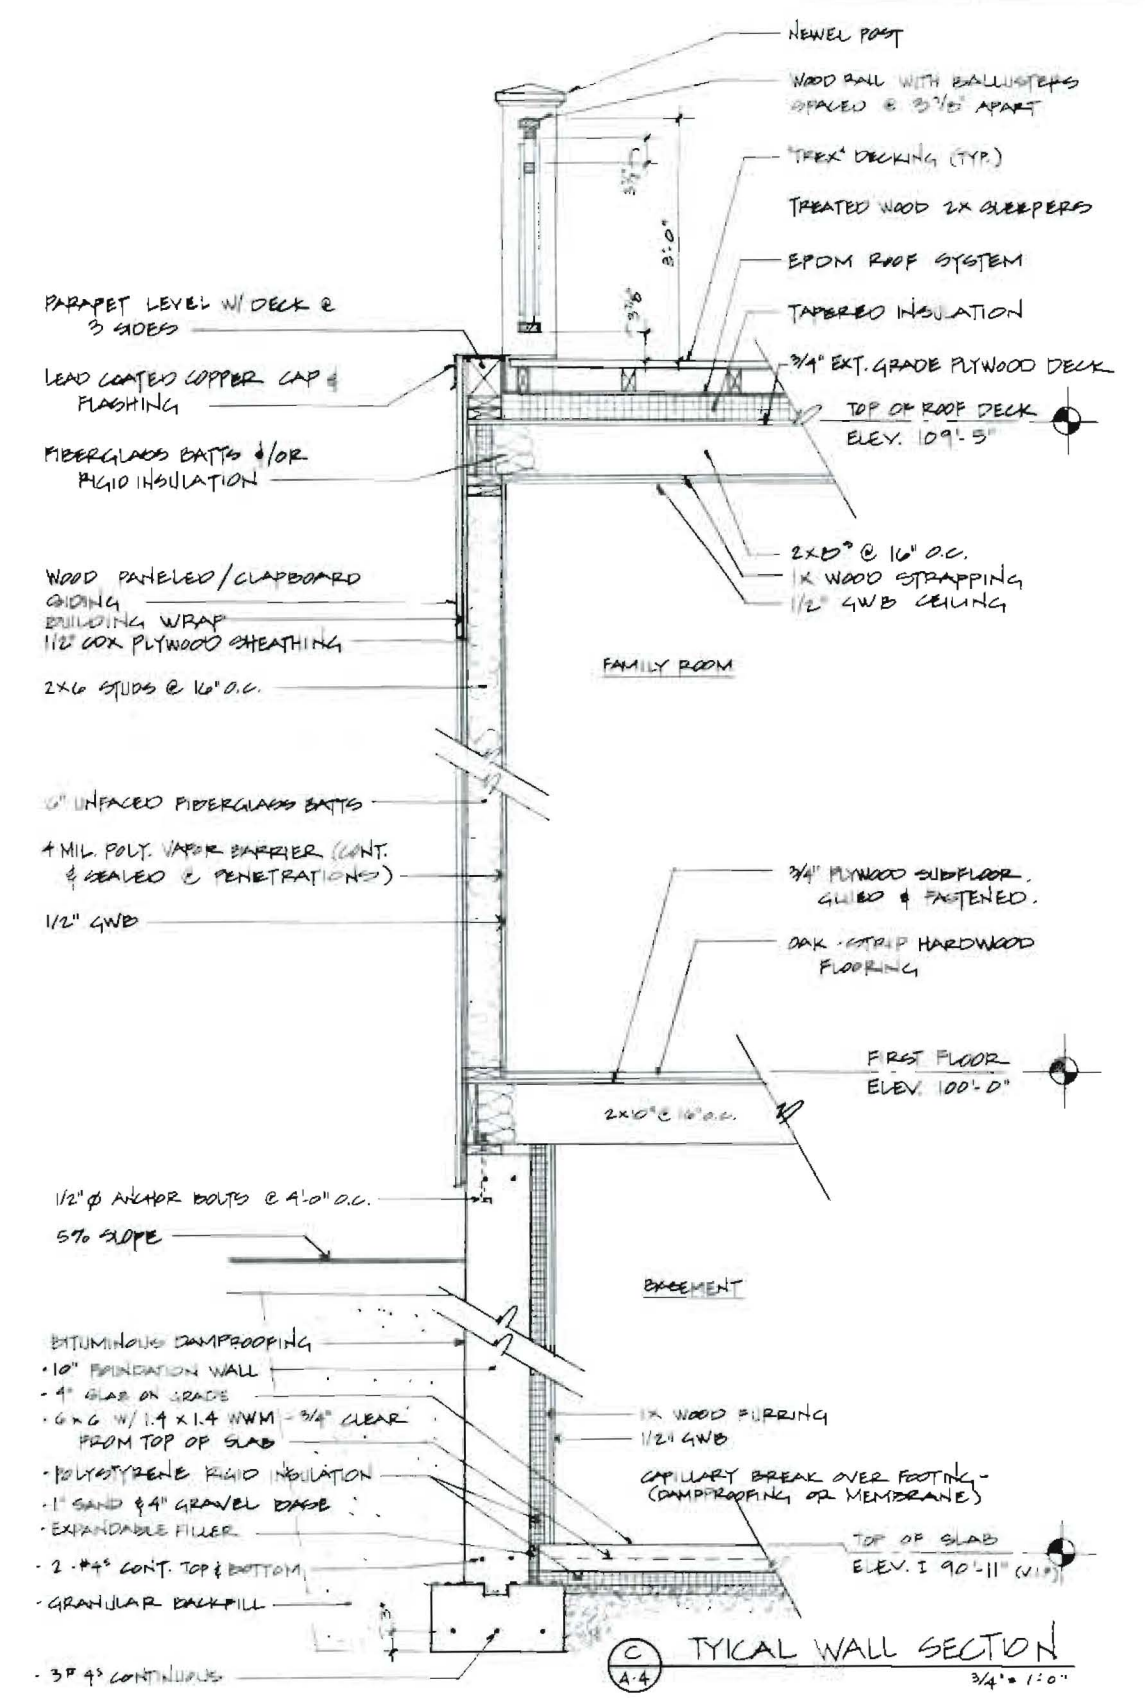 NEWEL POST
WOOD RAIL WITH BALLUSTERS
SPACED @ 3 7/8" APART
"TREX" DECKING (TYP.)
TREATED WOOD 2X SLEEPERS
EPDM ROOF SYSTEM
TAPERED INSULATION
3/4" EXT. GRADE PLYWOOD DECK
TOP OF ROOF DECK
ELEV. 109'-5"
3'-0"
PARAPET LEVEL W/ DECK @
3 SIDES
LEAD COATED COPPER CAP &
FLASHING
FIBERGLASS BATTS &/OR
RIGID INSULATION
2X8'S @ 16" O.C.
1X WOOD STRAPPING
1/2" GWB CEILING
WOOD PANELED/CLAPBOARD
SIDING
BUILDING WRAP
1/2" CDX PLYWOOD SHEATHING
2X6 STUDS @ 16" O.C.
FAMILY ROOM
6" UNFACED FIBERGLASS BATTS
4 MIL. POLY. VAPOR BARRIER (CONT.
& SEALED @ PENETRATIONS)
1/2" GWB
3/4" PLYWOOD SUBFLOOR.
GLUED & FASTENED.
OAK STRIP HARDWOOD
FLOORING
FIRST FLOOR
ELEV. 100'-0"
2X10'S @ 16" O.C.
1/2" Ø ANCHOR BOLTS @ 4'-0" O.C.
5% SLOPE
BASEMENT
BITUMINOUS DAMPROOFING
·10" FOUNDATION WALL
·4" SLAB ON GRADE
·6X6 W/ 1.4 X 1.4 WWM - 3/4" CLEAR
FROM TOP OF SLAB
·POLYSTYRENE RIGID INSULATION
·1" SAND & 4" GRAVEL BASE
·EXPANDABLE FILLER
·2-#4S CONT. TOP & BOTTOM
·GRANULAR BACKFILL
3"
·3# 4S CONTINUOUS
1X WOOD FURRING
1/2" GWB
CAPILLARY BREAK OVER FOOTING-
(DAMPPROOFING OR MEMBRANE)
TOP OF SLAB
ELEV. ± 90'-11" (V.I.F.)
C
A-4
TYICAL WALL SECTION
3/4" = 1'-0"